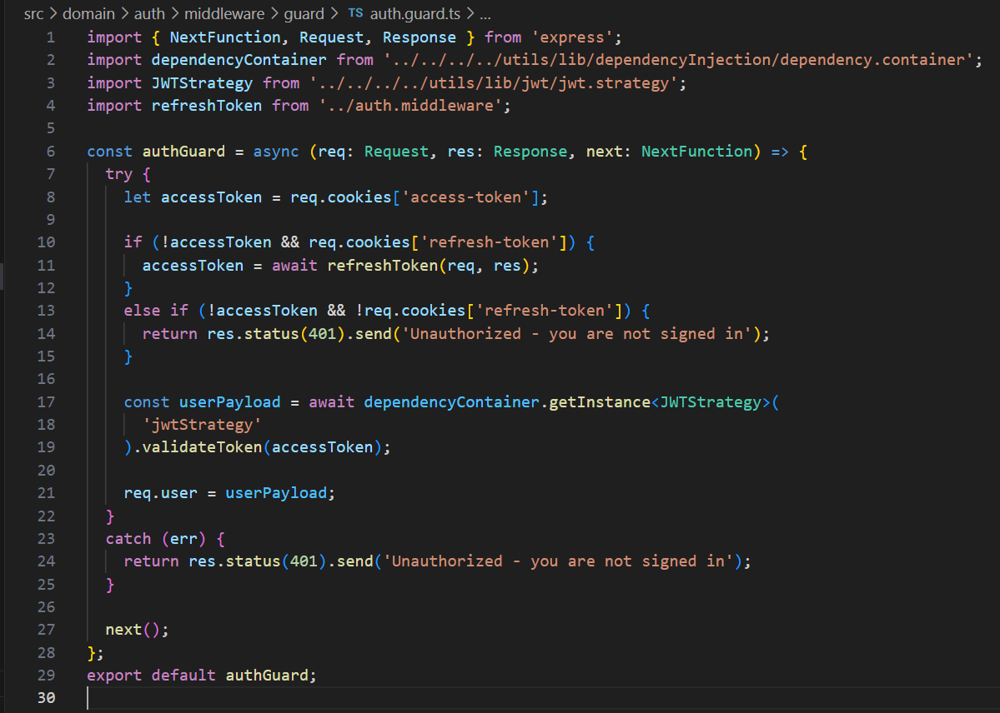 src > domain > auth > middleware > guard > TS auth.guard.ts > ...
1 import { NextFunction, Request, Response } from 'express';
2 import dependencyContainer from '../../../../utils/lib/dependencyInjection/dependency.container';
3 import JWTStrategy from '../../../../utils/lib/jwt/jwt.strategy';
4 import refreshToken from '../auth.middleware';
5
6 const authGuard = async (req: Request, res: Response, next: NextFunction) => {
7   try {
8     let accessToken = req.cookies['access-token'];
9
10     if (!accessToken && req.cookies['refresh-token']) {
11       accessToken = await refreshToken(req, res);
12     }
13     else if (!accessToken && !req.cookies['refresh-token']) {
14       return res.status(401).send('Unauthorized - you are not signed in');
15     }
16
17     const userPayload = await dependencyContainer.getInstance<JWTStrategy>(
18       'jwtStrategy'
19     ).validateToken(accessToken);
20
21     req.user = userPayload;
22   }
23   catch (err) {
24     return res.status(401).send('Unauthorized - you are not signed in');
25   }
26
27   next();
28 };
29 export default authGuard;
30